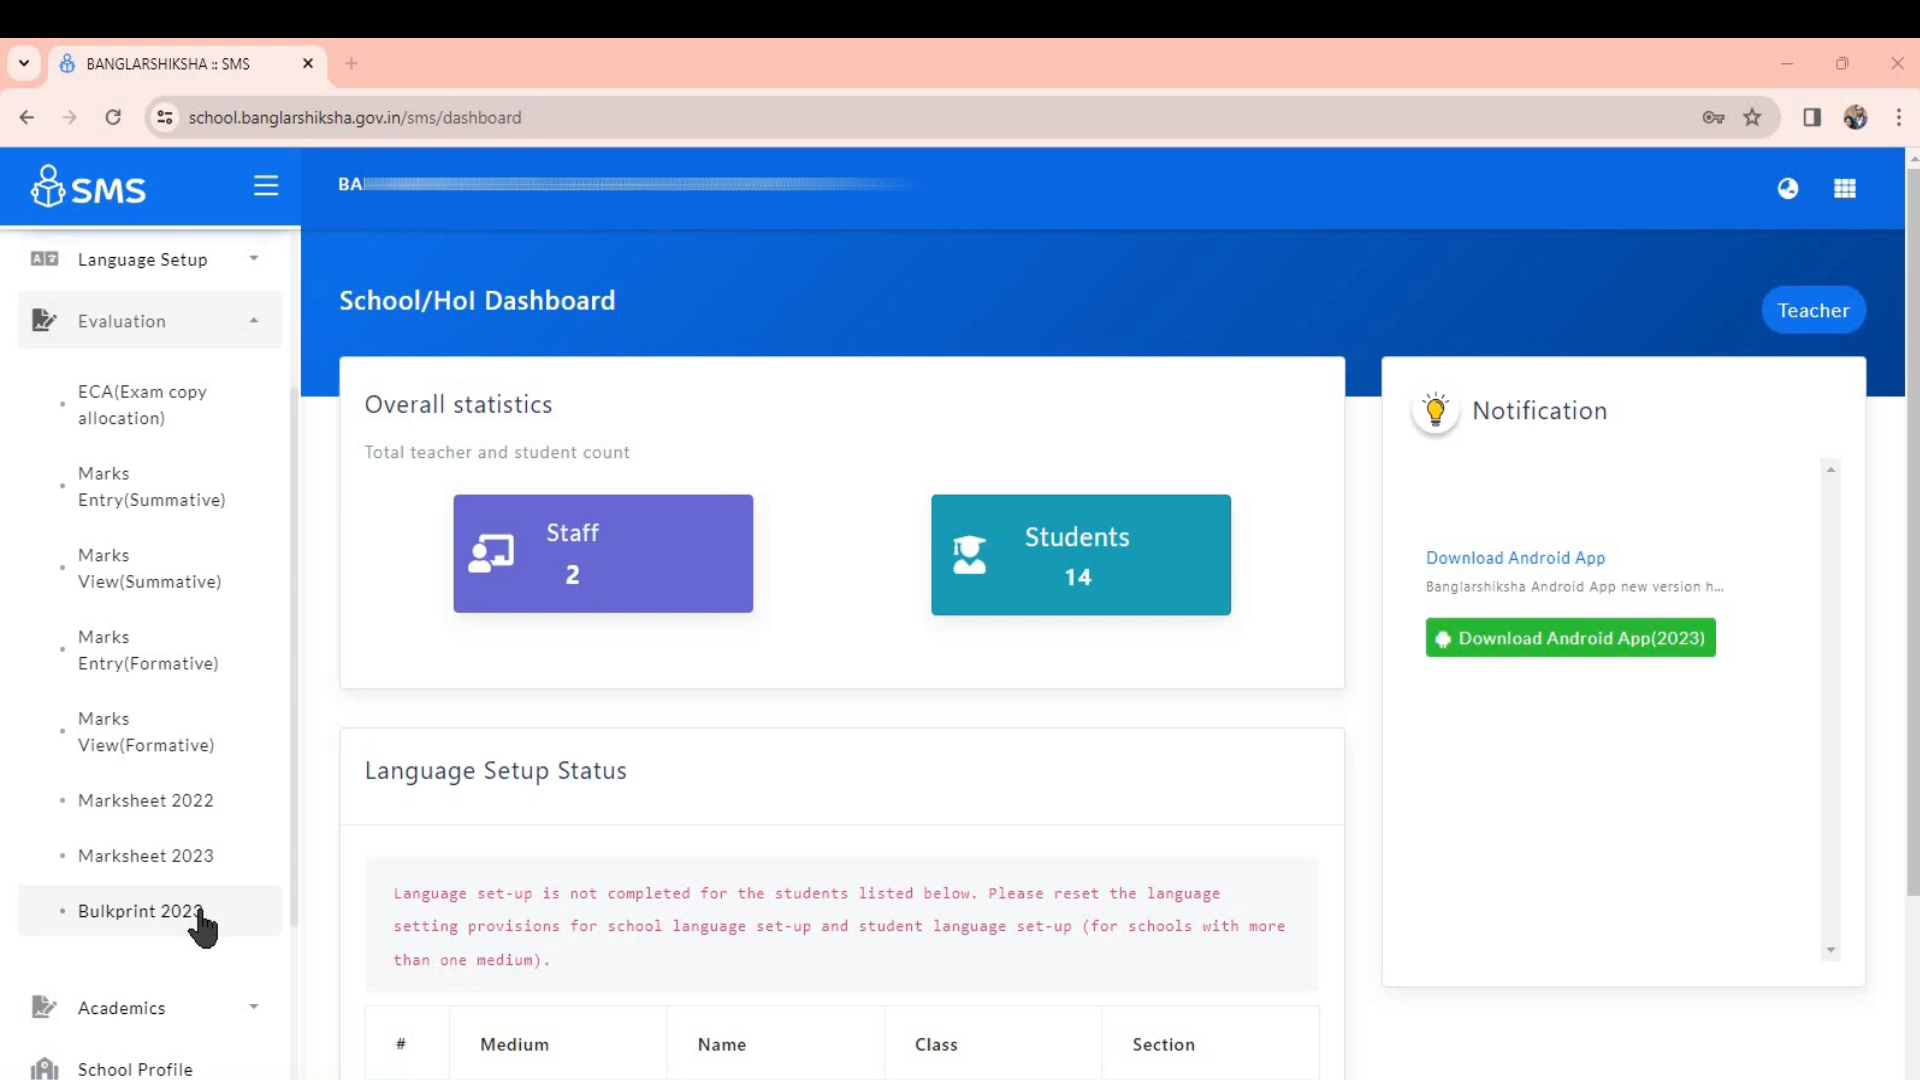 BANGLARSHIKSHA :: SMS
school.banglarshiksha.gov.in/sms/dashboard
SMS
BA
Language Setup
Evaluation
ECA(Exam copy
allocation)
Marks
Entry(Summative)
Marks
View(Summative)
Marks
Entry(Formative)
Marks
View(Formative)
Marksheet 2022
Marksheet 2023
Bulkprint 2023
Academics
School Profile
School/HoI Dashboard
Teacher
Overall statistics
Total teacher and student count
Staff
2
Students
14
Notification
Download Android App
Banglarshiksha Android App new version h...
Download Android App(2023)
Language Setup Status
Language set-up is not completed for the students listed below. Please reset the language
setting provisions for school language set-up and student language set-up (for schools with more
than one medium).
# Medium Name Class Section